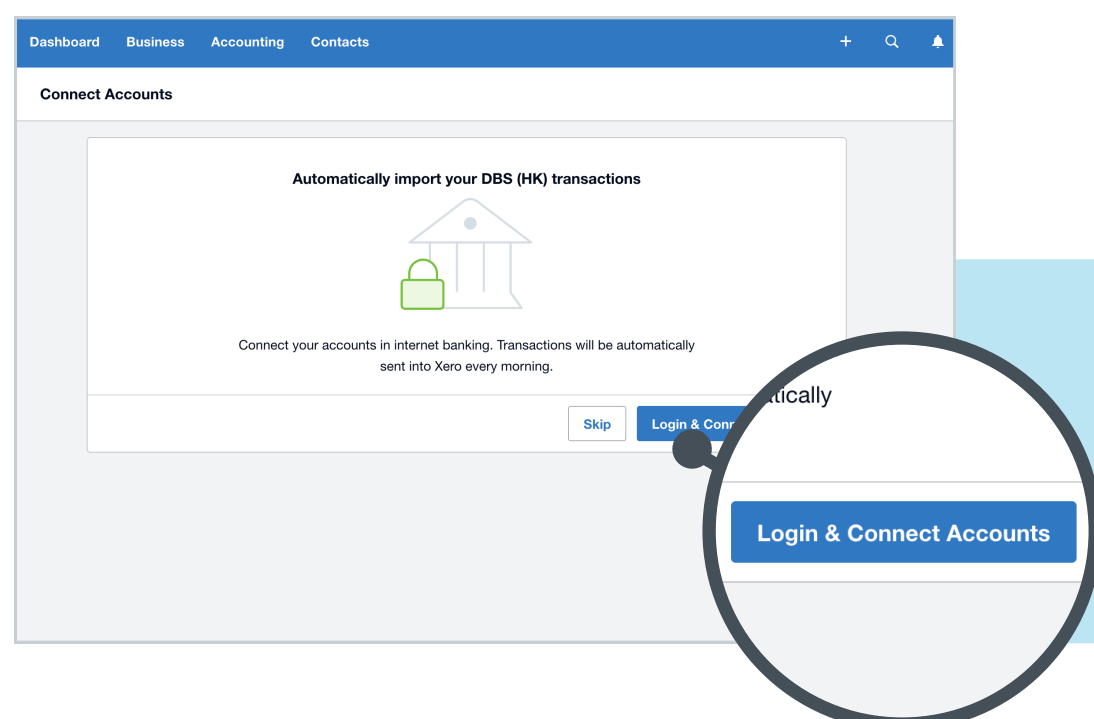 Dashboard Business Accounting Contacts
Connect Accounts
Automatically import your DBS (HK) transactions
Connect your accounts in internet banking. Transactions will be automatically
sent into Xero every morning.
Skip Login & Conn
tically
Login & Connect Accounts